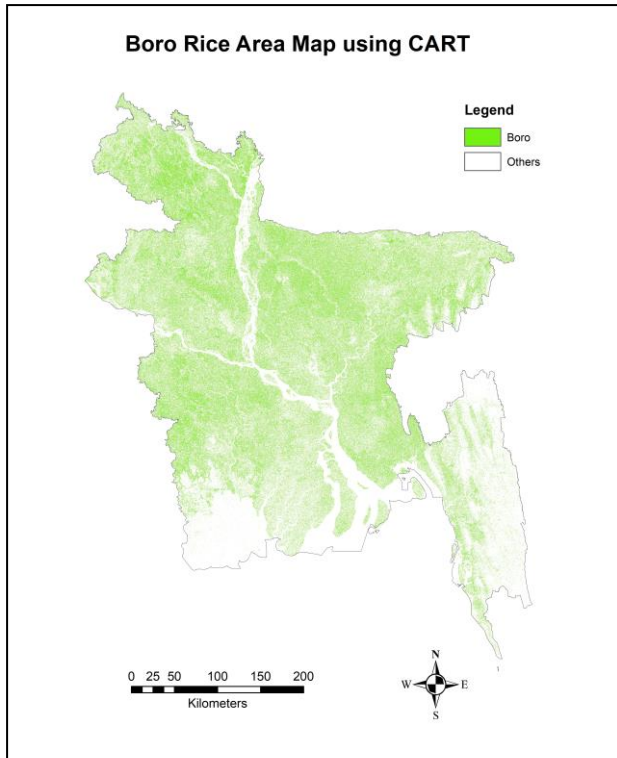 Boro Rice Area Map using CART
Legend
Boro
Others
0 25 50 100 150 200
Kilometers
N
W E
S